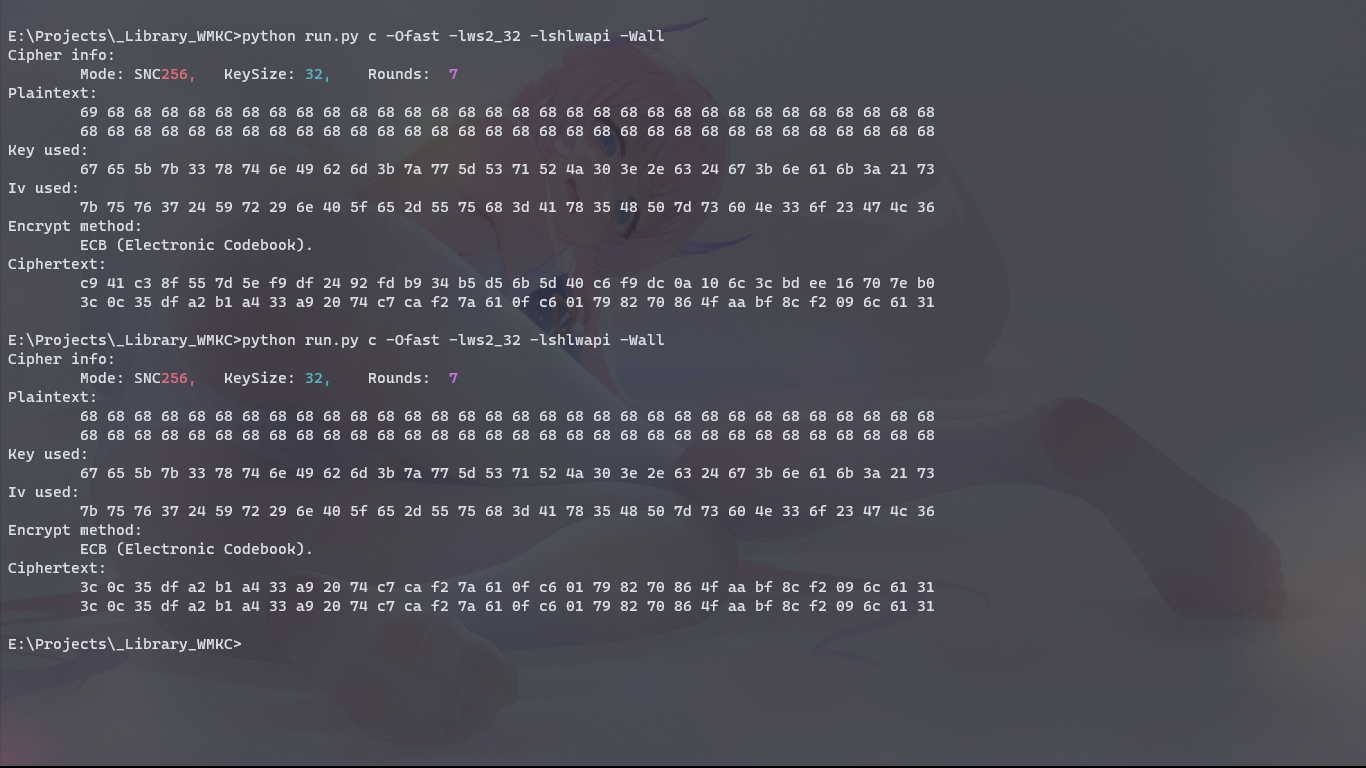 E:\Projects\_Library_WMKC>python run.py c -Ofast -lws2_32 -lshlwapi -Wall
Cipher info:
        Mode: SNC256,   KeySize: 32,    Rounds:  7
Plaintext:
        69 68 68 68 68 68 68 68 68 68 68 68 68 68 68 68 68 68 68 68 68 68 68 68 68 68 68 68 68 68 68 68
        68 68 68 68 68 68 68 68 68 68 68 68 68 68 68 68 68 68 68 68 68 68 68 68 68 68 68 68 68 68 68 68
Key used:
        67 65 5b 7b 33 78 74 6e 49 62 6d 3b 7a 77 5d 53 71 52 4a 30 3e 2e 63 24 67 3b 6e 61 6b 3a 21 73
Iv used:
        7b 75 76 37 24 59 72 29 6e 40 5f 65 2d 55 75 68 3d 41 78 35 48 50 7d 73 60 4e 33 6f 23 47 4c 36
Encrypt method:
        ECB (Electronic Codebook).
Ciphertext:
        c9 41 c3 8f 55 7d 5e f9 df 24 92 fd b9 34 b5 d5 6b 5d 40 c6 f9 dc 0a 10 6c 3c bd ee 16 70 7e b0
        3c 0c 35 df a2 b1 a4 33 a9 20 74 c7 ca f2 7a 61 0f c6 01 79 82 70 86 4f aa bf 8c f2 09 6c 61 31
E:\Projects\_Library_WMKC>python run.py c -Ofast -lws2_32 -lshlwapi -Wall
Cipher info:
        Mode: SNC256,   KeySize: 32,    Rounds:  7
Plaintext:
        68 68 68 68 68 68 68 68 68 68 68 68 68 68 68 68 68 68 68 68 68 68 68 68 68 68 68 68 68 68 68 68
        68 68 68 68 68 68 68 68 68 68 68 68 68 68 68 68 68 68 68 68 68 68 68 68 68 68 68 68 68 68 68 68
Key used:
        67 65 5b 7b 33 78 74 6e 49 62 6d 3b 7a 77 5d 53 71 52 4a 30 3e 2e 63 24 67 3b 6e 61 6b 3a 21 73
Iv used:
        7b 75 76 37 24 59 72 29 6e 40 5f 65 2d 55 75 68 3d 41 78 35 48 50 7d 73 60 4e 33 6f 23 47 4c 36
Encrypt method:
        ECB (Electronic Codebook).
Ciphertext:
        3c 0c 35 df a2 b1 a4 33 a9 20 74 c7 ca f2 7a 61 0f c6 01 79 82 70 86 4f aa bf 8c f2 09 6c 61 31
        3c 0c 35 df a2 b1 a4 33 a9 20 74 c7 ca f2 7a 61 0f c6 01 79 82 70 86 4f aa bf 8c f2 09 6c 61 31
E:\Projects\_Library_WMKC>